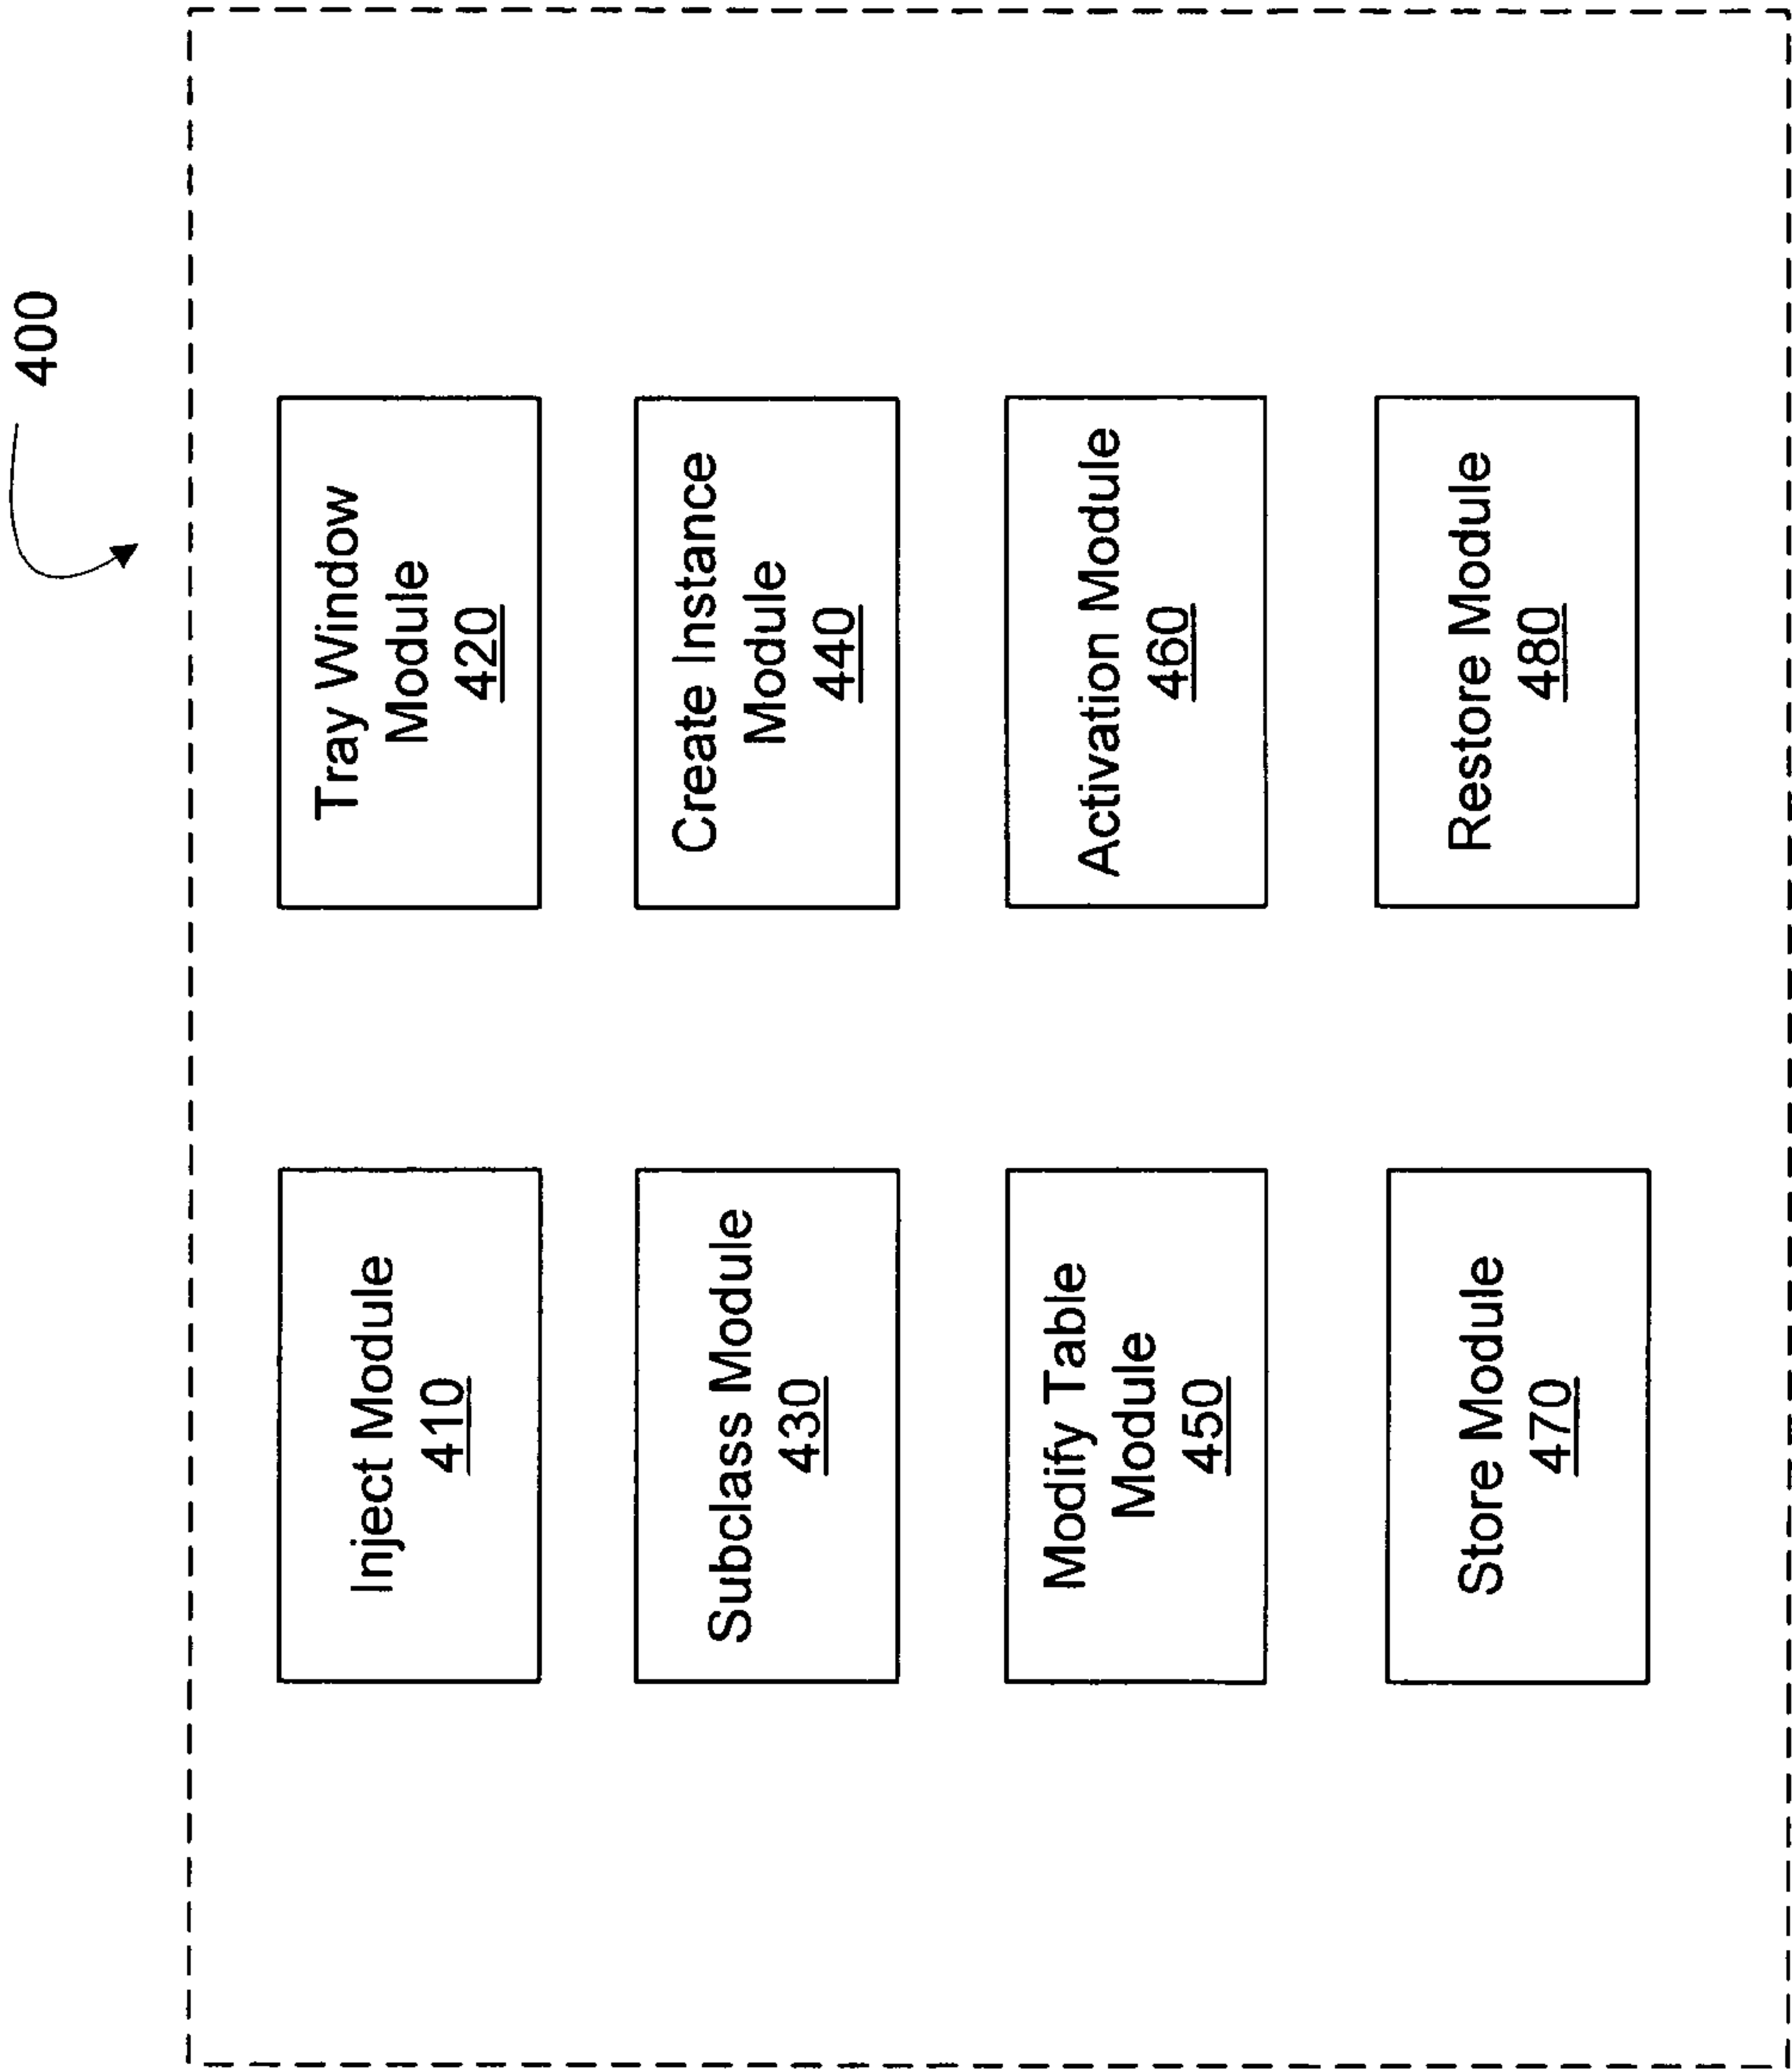 400
Inject Module
410
Tray Window
Module
420
Subclass Module
430
Create Instance
Module
440
Modify Table
Module
450
Activation Module
460
Store Module
470
Restore Module
480